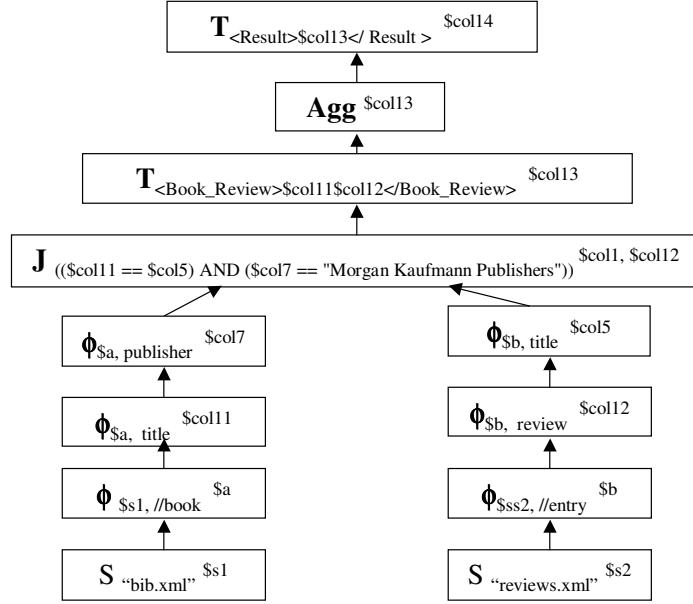 T <Result>$col13</ Result > $col14
Agg $col13
T <Book_Review>$col11$col12</Book_Review> $col13
J (($col11 == $col5) AND ($col7 == "Morgan Kaufmann Publishers")) $col1, $col12
ϕ $a, publisher $col7
ϕ $b, title $col5
ϕ $a, title $col11
ϕ $b, review $col12
ϕ $s1, //book $a
ϕ $ss2, //entry $b
S “bib.xml” $s1
S “reviews.xml” $s2